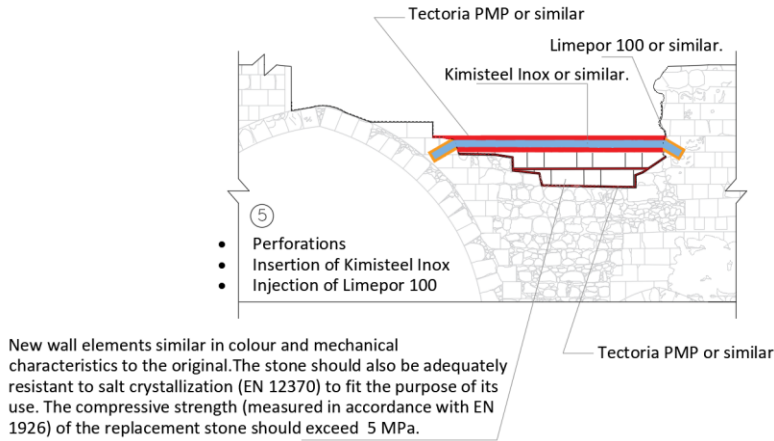 Tectoria PMP or similar
Limepor 100 or similar.
Kimisteel Inox or similar.
5
• Perforations
• Insertion of Kimisteel Inox
• Injection of Limepor 100
Tectoria PMP or similar
New wall elements similar in colour and mechanical
characteristics to the original.The stone should also be adequately
resistant to salt crystallization (EN 12370) to fit the purpose of its
use. The compressive strength (measured in accordance with EN
1926) of the replacement stone should exceed 5 MPa.